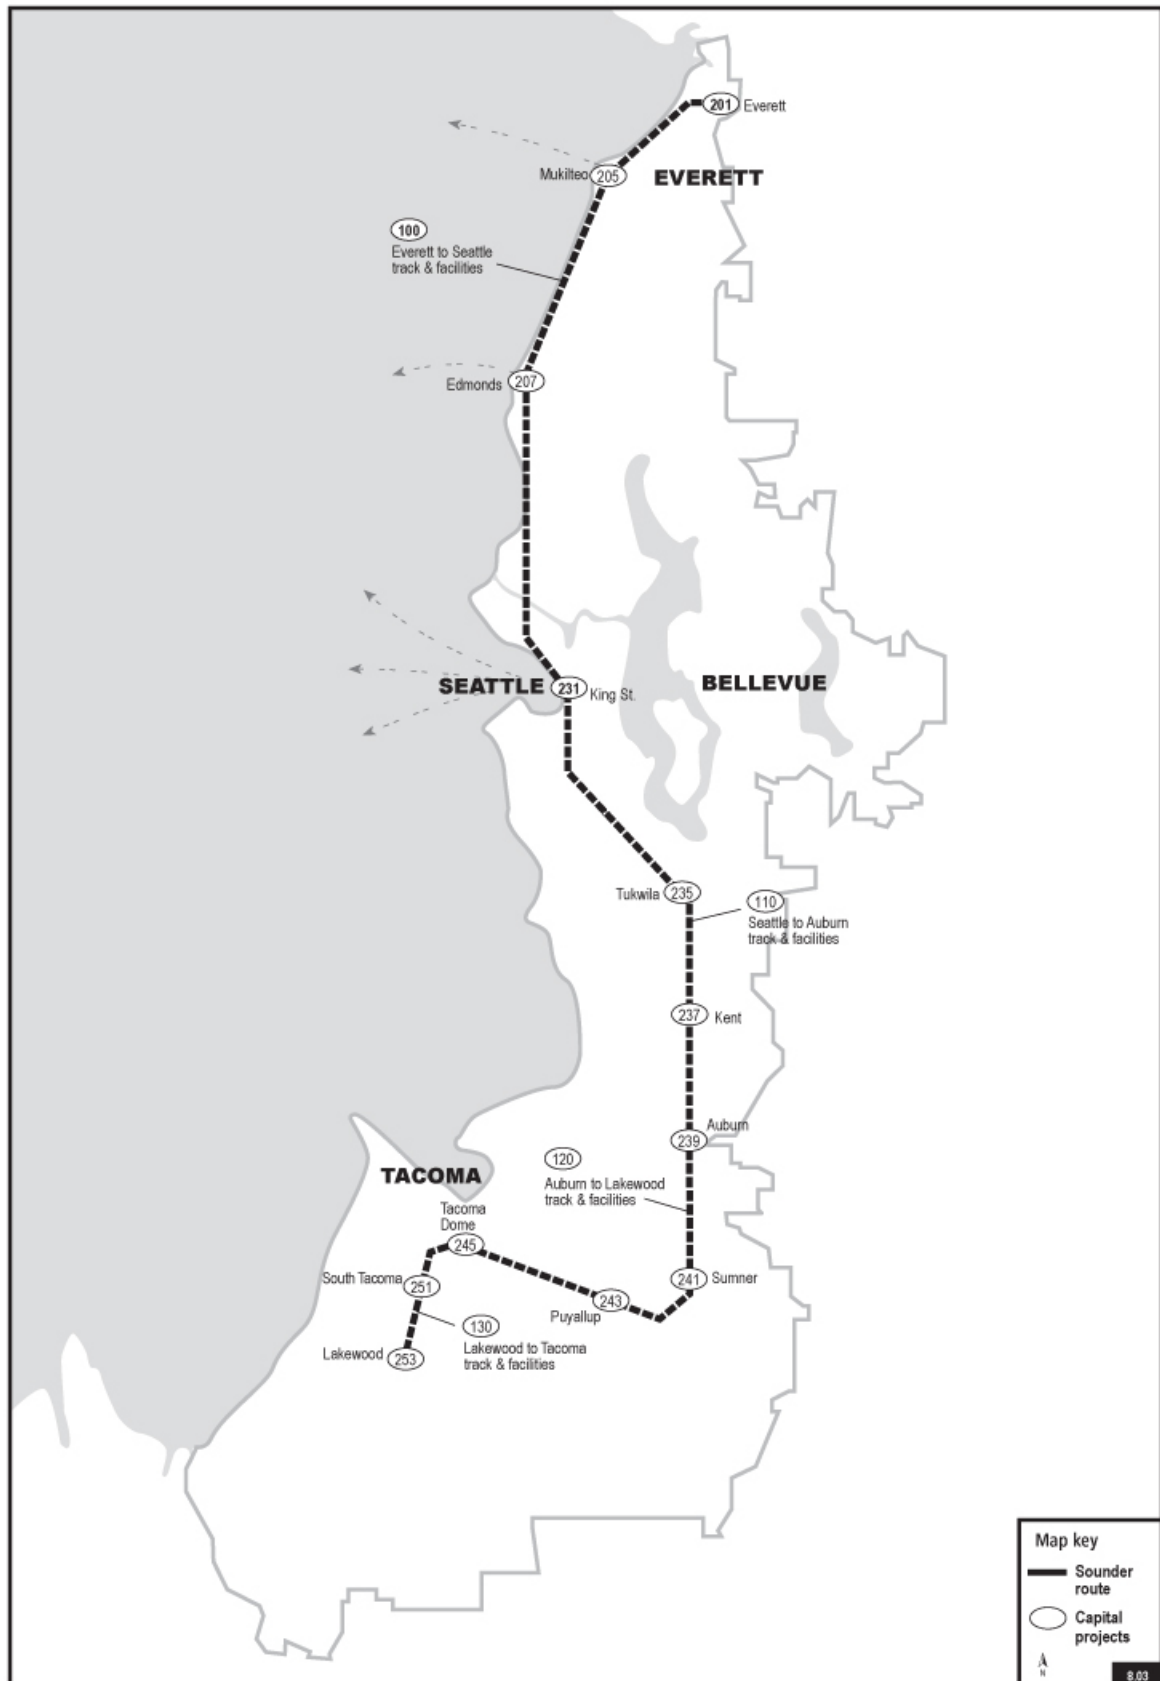 201 Everett
Mukilteo 205
EVERETT
100
Everett to Seattle
track & facilities
Edmonds 207
SEATTLE 231 King St.
BELLEVUE
Tukwila 235
110
Seattle to Auburn
track & facilities
237 Kent
Auburn
239
120
Auburn to Lakewood
track & facilities
TACOMA
Tacoma
Dome
245
South Tacoma 251
241 Sumner
243
Puyallup
130
Lakewood to Tacoma
track & facilities
Lakewood 253
Map key
Sounder
route
Capital
projects
N
8.03